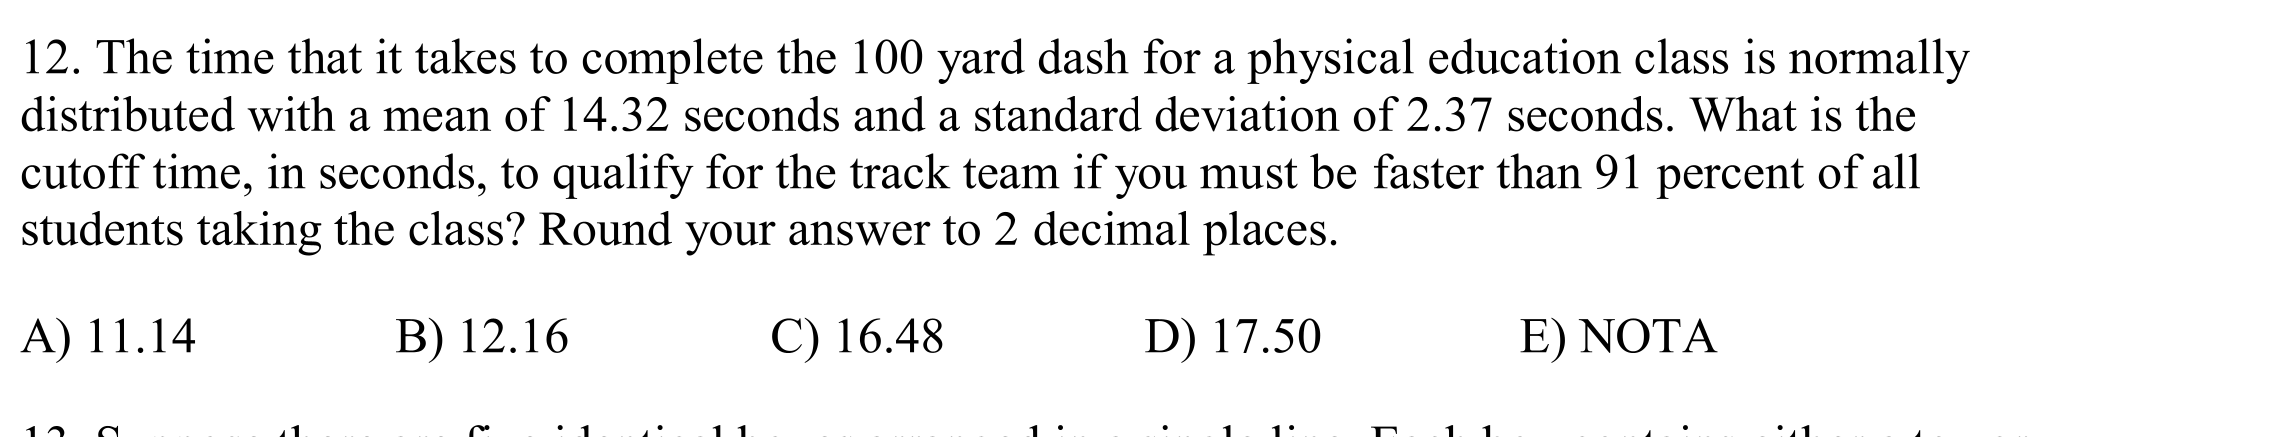 12. The time that it takes to complete the 100 yard dash for a physical education class is normally
distributed with a mean of 14.32 seconds and a standard deviation of 2.37 seconds. What is the
cutoff time, in seconds, to qualify for the track team if you must be faster than 91 percent of all
students taking the class? Round your answer to 2 decimal places.
A) 11.14 B) 12.16 C) 16.48 D) 17.50 E) NOTA